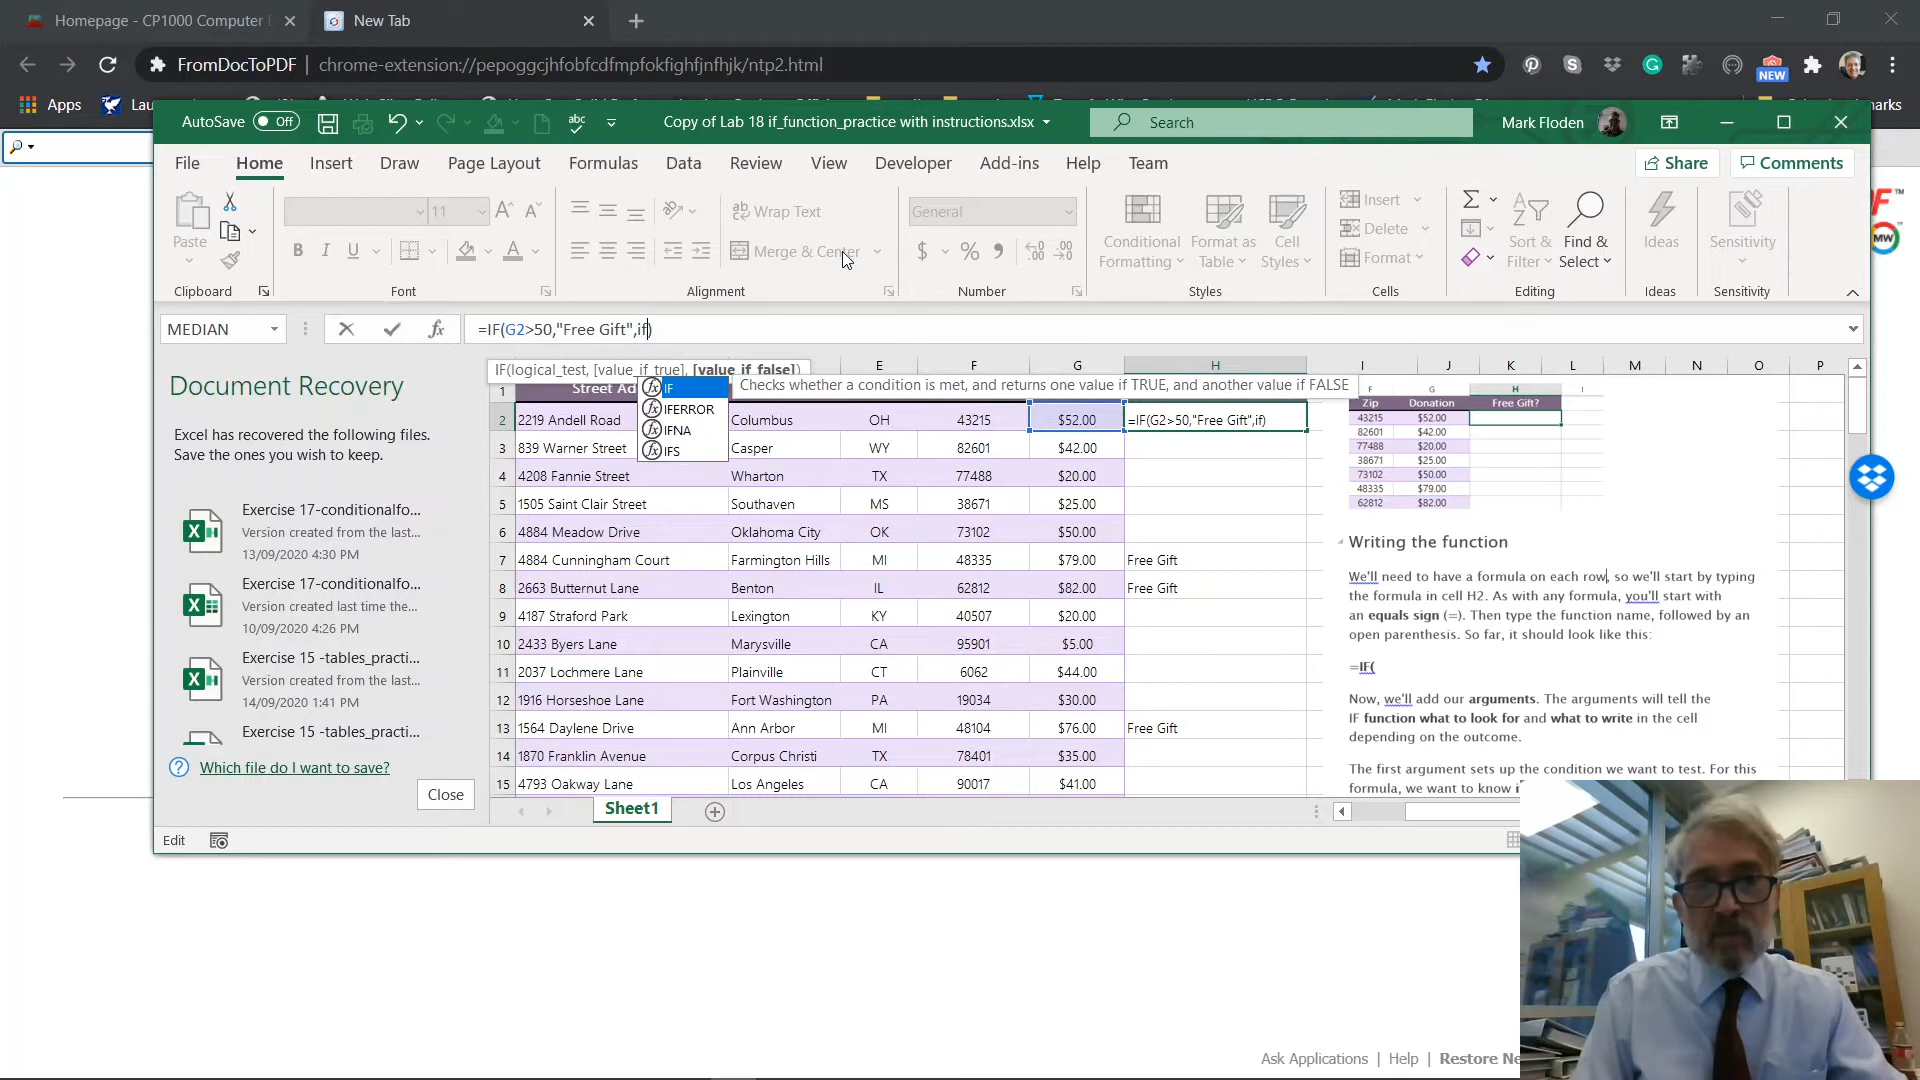 Homepage - CP1000 Computer
New Tab
FromDocToPDF | chrome-extension://pepoggcjhfobfcdfmpfokfighfjnfhjk/ntp2.html
NEW
Apps
AutoSave Off
Copy of Lab 18 if_function_practice with instructions.xlsx
Search
Mark Floden
File Home Insert Draw Page Layout Formulas Data Review View Developer Add-ins Help Team
Share Comments
Paste
11
Wrap Text
Merge & Center
General
Conditional Formatting
Format as Table
Cell Styles
Insert
Delete
Format
Sort & Filter
Find & Select
Ideas
Sensitivity
Clipboard Font Alignment Number Styles Cells Editing Ideas Sensitivity
MEDIAN
=IF(G2>50,"Free Gift",if)
IF(logical_test, [value_if_true], [value_if_false])
IF
IFERROR
IFNA
IFS
Checks whether a condition is met, and returns one value if TRUE, and another value if FALSE
Document Recovery
Excel has recovered the following files.
Save the ones you wish to keep.
Exercise 17-conditionalfo...
Version created from the last...
13/09/2020 4:30 PM
Exercise 17-conditionalfo...
Version created last time the...
10/09/2020 4:26 PM
Exercise 15 -tables_practi...
Version created from the last...
14/09/2020 1:41 PM
Exercise 15 -tables_practi...
Which file do I want to save?
Close
E F G H I J K L M N O P
1 Street Ad
2 2219 Andell Road Columbus OH 43215 $52.00 =IF(G2>50,"Free Gift",if)
3 839 Warner Street Casper WY 82601 $42.00
4 4208 Fannie Street Wharton TX 77488 $20.00
5 1505 Saint Clair Street Southaven MS 38671 $25.00
6 4884 Meadow Drive Oklahoma City OK 73102 $50.00
7 4884 Cunningham Court Farmington Hills MI 48335 $79.00 Free Gift
8 2663 Butternut Lane Benton IL 62812 $82.00 Free Gift
9 4187 Straford Park Lexington KY 40507 $20.00
10 2433 Byers Lane Marysville CA 95901 $5.00
11 2037 Lochmere Lane Plainville CT 6062 $44.00
12 1916 Horseshoe Lane Fort Washington PA 19034 $30.00
13 1564 Daylene Drive Ann Arbor MI 48104 $76.00 Free Gift
14 1870 Franklin Avenue Corpus Christi TX 78401 $35.00
15 4793 Oakway Lane Los Angeles CA 90017 $41.00
F G H I
Zip Donation Free Gift?
43215 $52.00
82601 $42.00
77488 $20.00
38671 $25.00
73102 $50.00
48335 $79.00
62812 $82.00
Writing the function
We'll need to have a formula on each row, so we'll start by typing
the formula in cell H2. As with any formula, you'll start with
an equals sign (=). Then type the function name, followed by an
open parenthesis. So far, it should look like this:
=IF(
Now, we'll add our arguments. The arguments will tell the
IF function what to look for and what to write in the cell
depending on the outcome.
The first argument sets up the condition we want to test. For this
formula, we want to know
Sheet1
Edit
MW
Ask Applications | Help | Restore